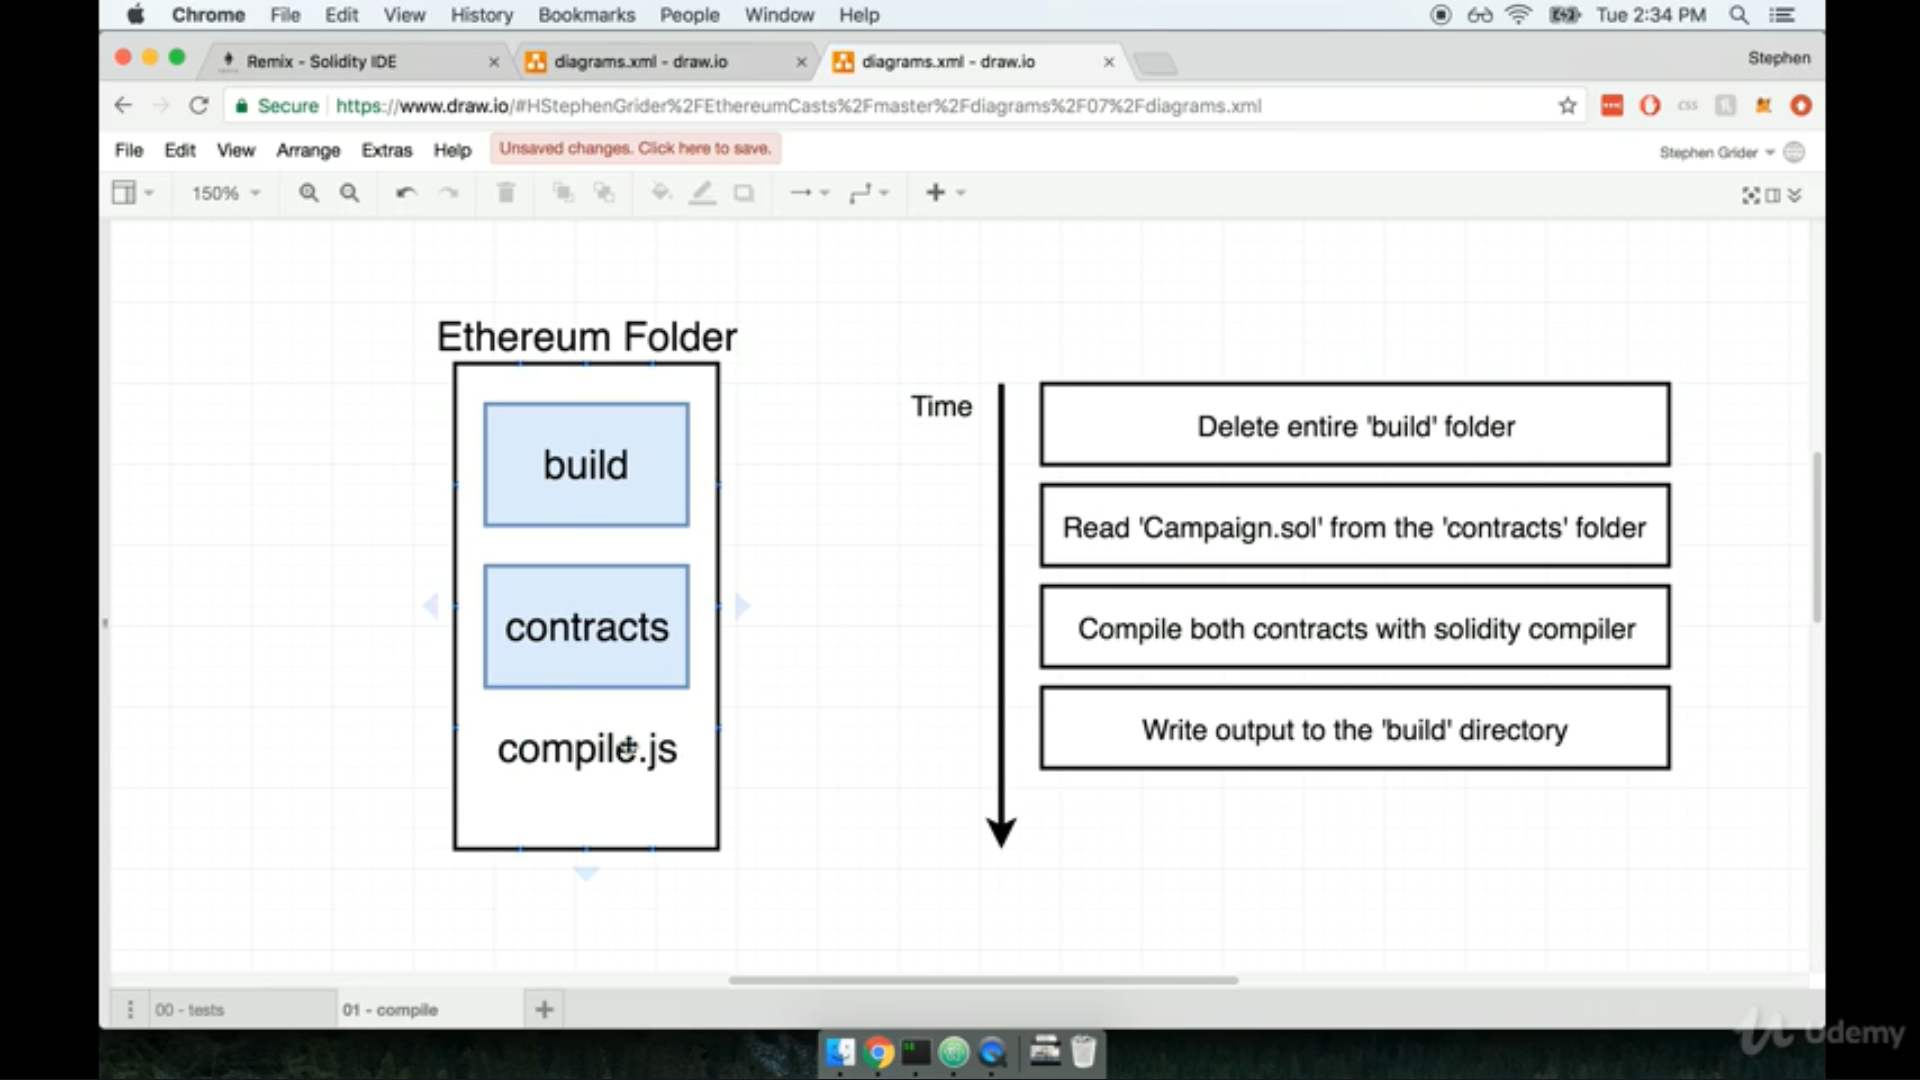 Chrome File Edit View History Bookmarks People Window Help Tue 2:34 PM
Remix - Solidity IDE diagrams.xml - draw.io diagrams.xml - draw.io Stephen
Secure https://www.draw.io/#HStephenGrider%2FEthereumCasts%2Fmaster%2Fdiagrams%2F07%2Fdiagrams.xml CSS
File Edit View Arrange Extras Help Unsaved changes. Click here to save. Stephen Grider
150%
Ethereum Folder
build
contracts
compile.js
Time
Delete entire 'build' folder
Read 'Campaign.sol' from the 'contracts' folder
Compile both contracts with solidity compiler
Write output to the 'build' directory
00 - tests 01 - compile
Udemy